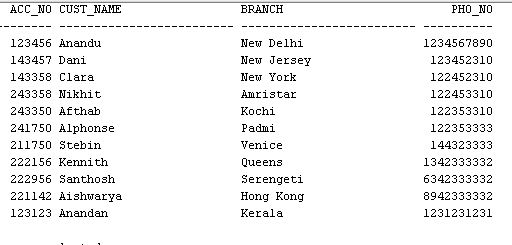 ACC_NO CUST_NAME BRANCH PHO_NO
123456 Anandu New Delhi 1234567890
143457 Dani New Jersey 123452310
143358 Clara New York 122452310
243358 Nikhit Amristar 122453310
243350 Afthab Kochi 122353310
241750 Alphonse Padmi 122353333
211750 Stebin Venice 144323333
222156 Kennith Queens 1342333332
222956 Santhosh Serengeti 6342333332
221142 Aishwarya Hong Kong 8942333332
123123 Anandan Kerala 1231231231